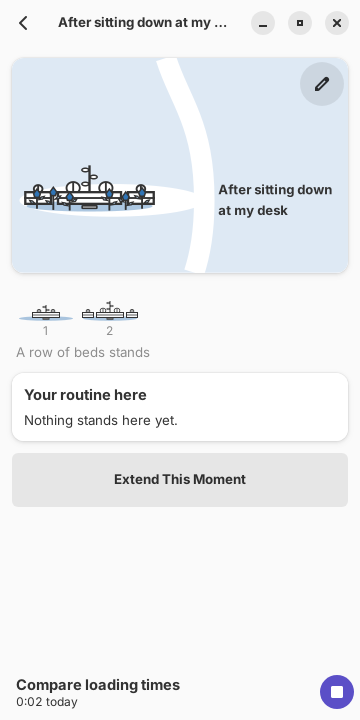 After sitting down at my ...
After sitting down
at my desk
1
2
A row of beds stands
Your routine here
Nothing stands here yet.
Extend This Moment
Compare loading times
0:02 today